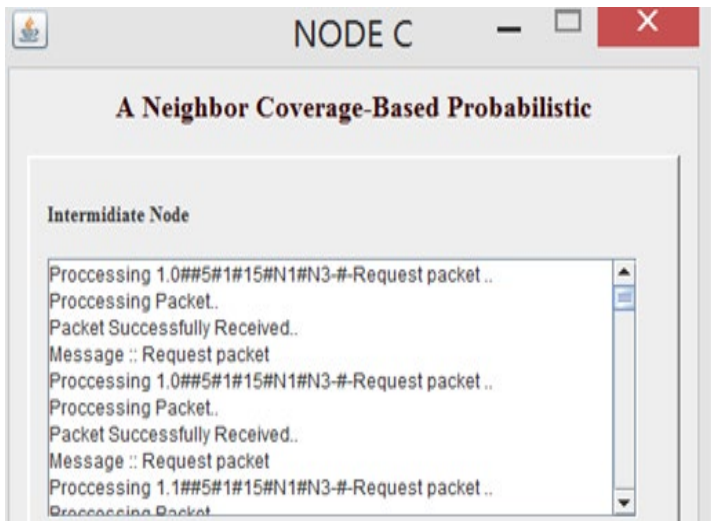 NODE C
A Neighbor Coverage-Based Probabilistic
Intermidiate Node
Proccessing 1.0##5#1#15#N1#N3-#-Request packet ..
Proccessing Packet..
Packet Successfully Received..
Message :: Request packet
Proccessing 1.0##5#1#15#N1#N3-#-Request packet ..
Proccessing Packet..
Packet Successfully Received..
Message :: Request packet
Proccessing 1.1##5#1#15#N1#N3-#-Request packet ..
Proccessing Packet